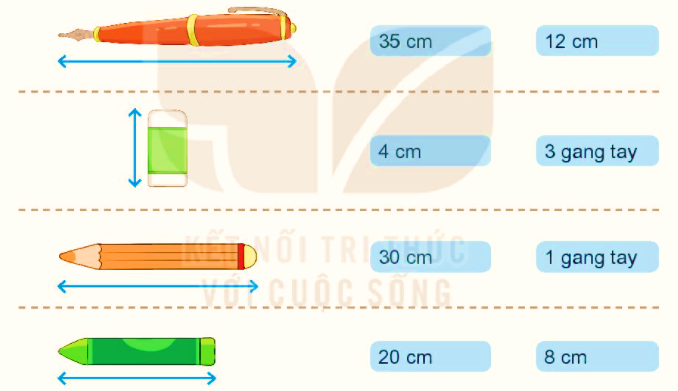 35 cm 12 cm
4 cm 3 gang tay
KẾT NỐI TRI THỨC
30 cm 1 gang tay
VỚI CUỘC SỐNG
20 cm 8 cm